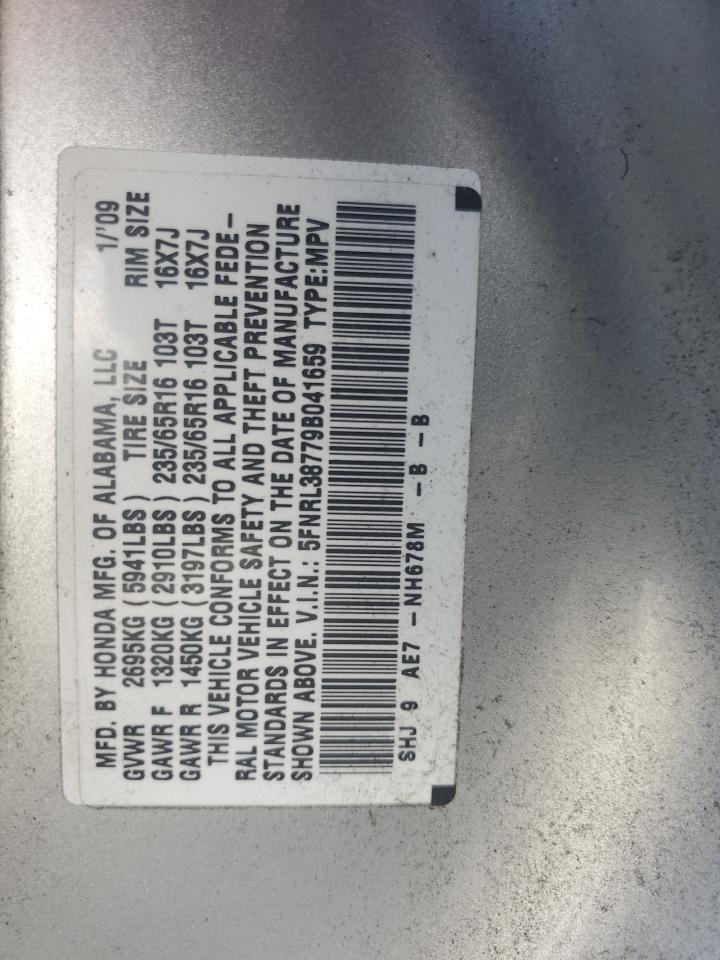 MFD. BY HONDA MFG. OF ALABAMA, LLC 1/'09
GVWR 2695KG (5941LBS) TIRE SIZE RIM SIZE
GAWR F 1320KG (2910LBS) 235/65R16 103T 16X7J
GAWR R 1450KG (3197LBS) 235/65R16 103T 16X7J
THIS VEHICLE CONFORMS TO ALL APPLICABLE FEDE-
RAL MOTOR VEHICLE SAFETY AND THEFT PREVENTION
STANDARDS IN EFFECT ON THE DATE OF MANUFACTURE
SHOWN ABOVE. V.I.N.: 5FNRL38779B041659 TYPE:MPV
SHJ 9 AE7 -NH678M -B -B